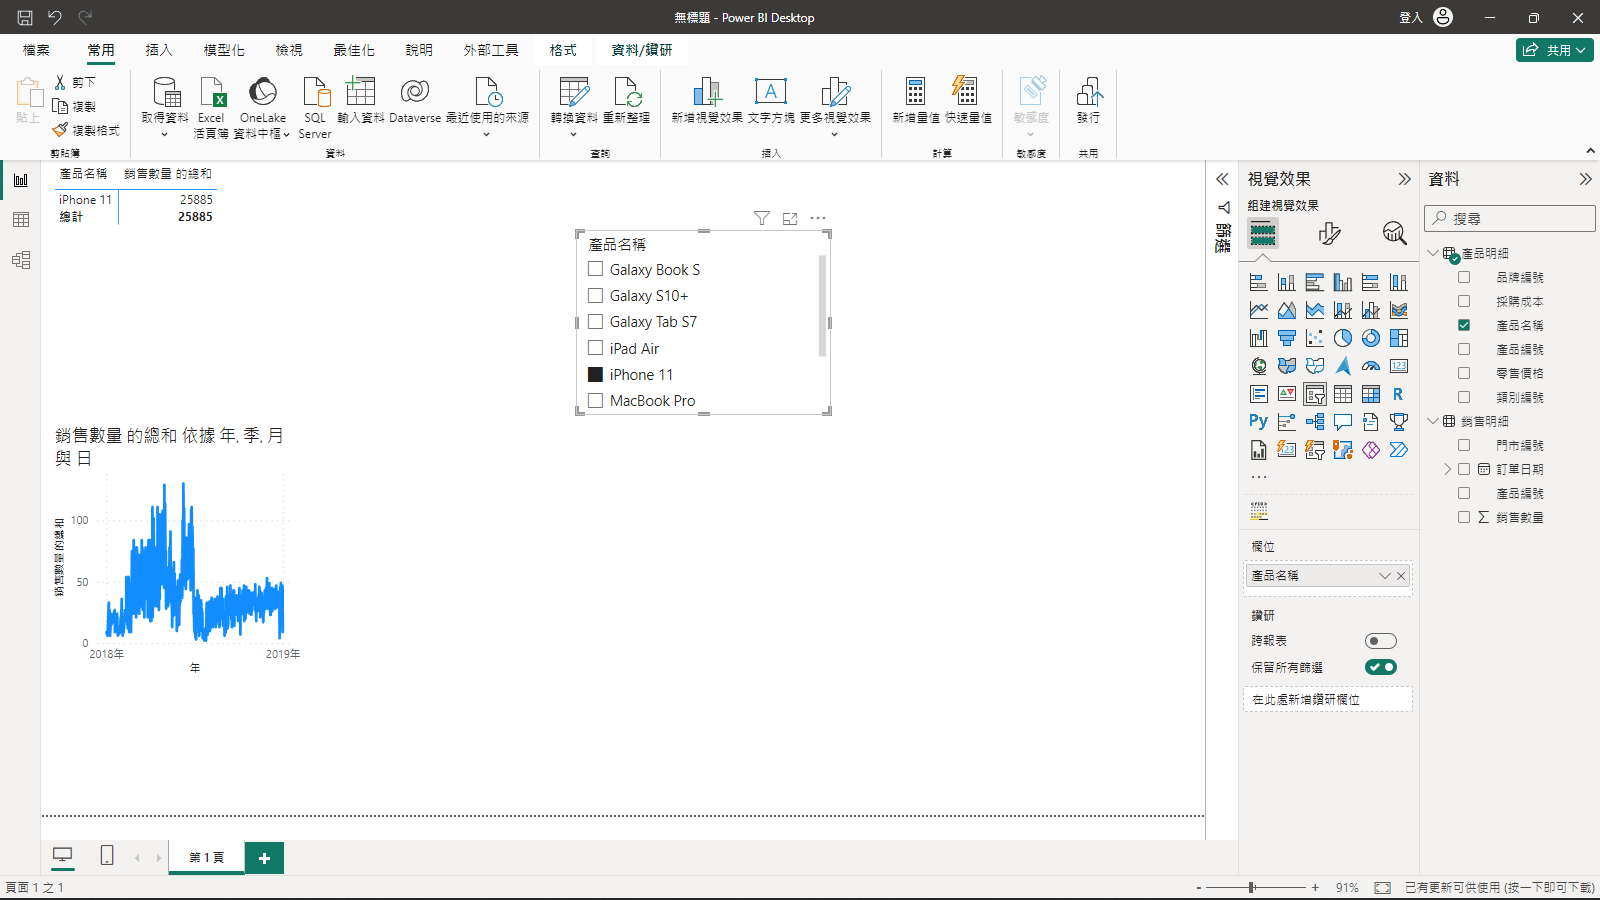 無標題 - Power BI Desktop
登入
檔案 常用 插入 模型化 檢視 最佳化 說明 外部工具 格式 資料/鑽研
共用
貼上
剪下
複製
複製格式
剪貼簿
取得資料
Excel
活頁簿
OneLake
資料中樞
SQL
Server
輸入資料
Dataverse
最近使用的來源
資料
轉換資料
重新整理
查詢
新增視覺效果
文字方塊
更多視覺效果
插入
新增量值
快速量值
計算
敏感度
敏感度
發行
共用
產品名稱 銷售數量 的總和
iPhone 11 25885
總計 25885
產品名稱
Galaxy Book S
Galaxy S10+
Galaxy Tab S7
iPad Air
iPhone 11
MacBook Pro
銷售數量 的總和 依據 年, 季, 月
與 日
銷售數量 的總和
100
50
0
2018年 2019年
年
篩選
視覺效果
組建視覺效果
123
R
Py
123
欄位
產品名稱
鑽研
跨報表
保留所有篩選
在此處新增鑽研欄位
資料
搜尋
產品明細
品牌編號
採購成本
產品名稱
產品編號
零售價格
類別編號
銷售明細
門市編號
訂單日期
產品編號
銷售數量
第 1 頁
頁面 1 之 1
- + 91%
已有更新可供使用 (按一下即可下載)